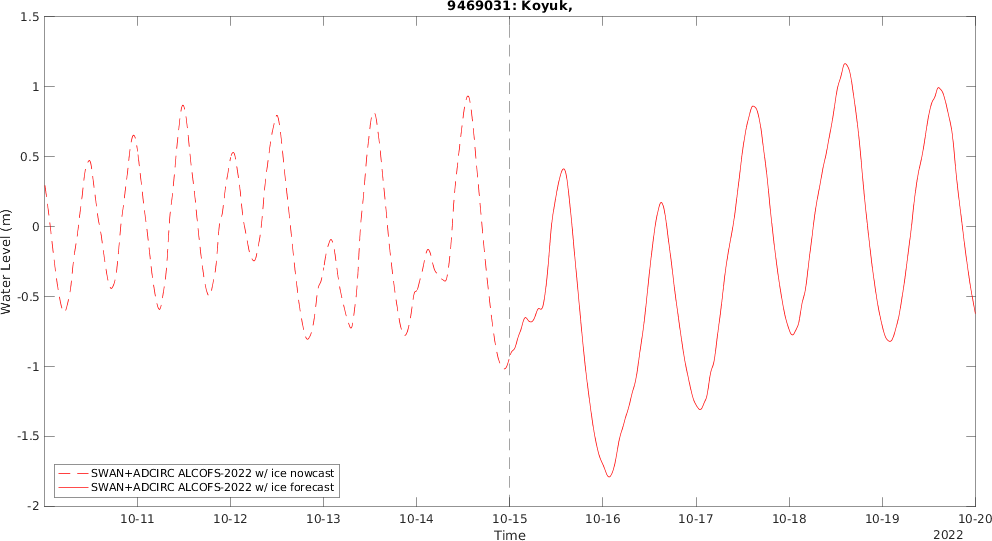 9469031: Koyuk,
1.5
1
0.5
0
-0.5
-1
-1.5
-2
Water Level (m)
SWAN+ADCIRC ALCOFS-2022 w/ ice nowcast
SWAN+ADCIRC ALCOFS-2022 w/ ice forecast
10-11 10-12 10-13 10-14 10-15 10-16 10-17 10-18 10-19 10-20
Time
2022